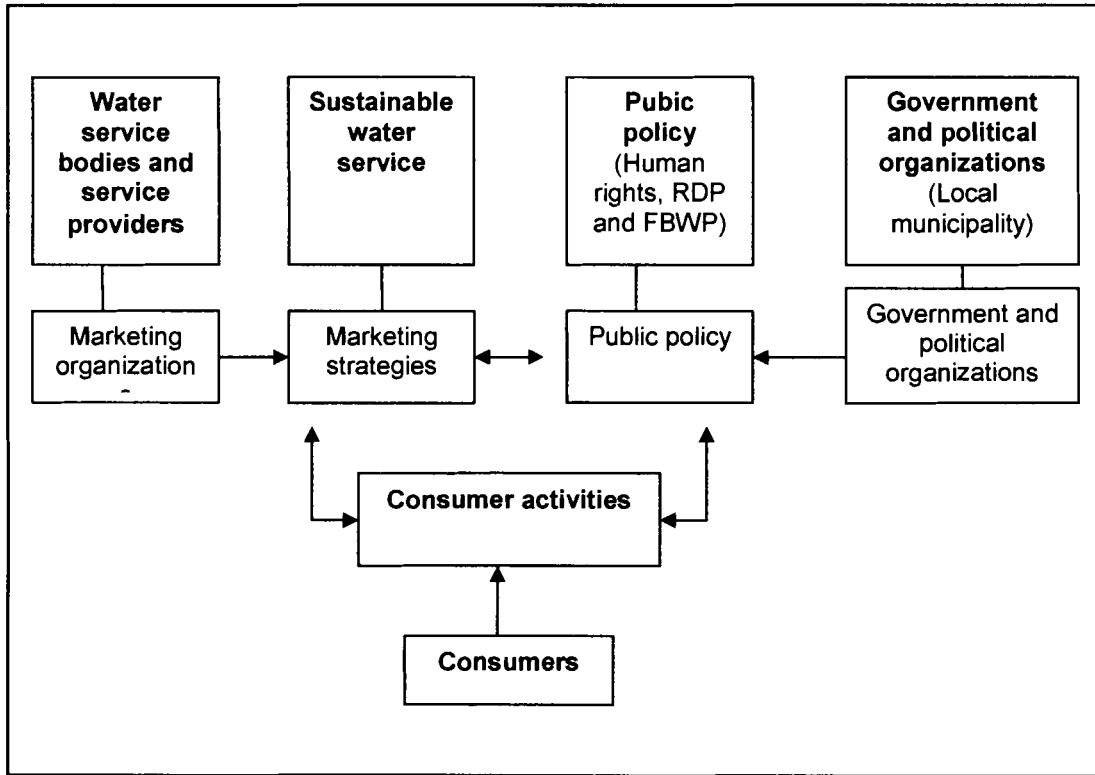 Water
service
bodies and
service
providers
Sustainable
water
service
Pubic
policy
(Human
rights, RDP
and FBWP)
Government
and political
organizations
(Local
municipality)
Marketing
organization
Marketing
strategies
Public policy
Government and
political
organizations
Consumer activities
Consumers